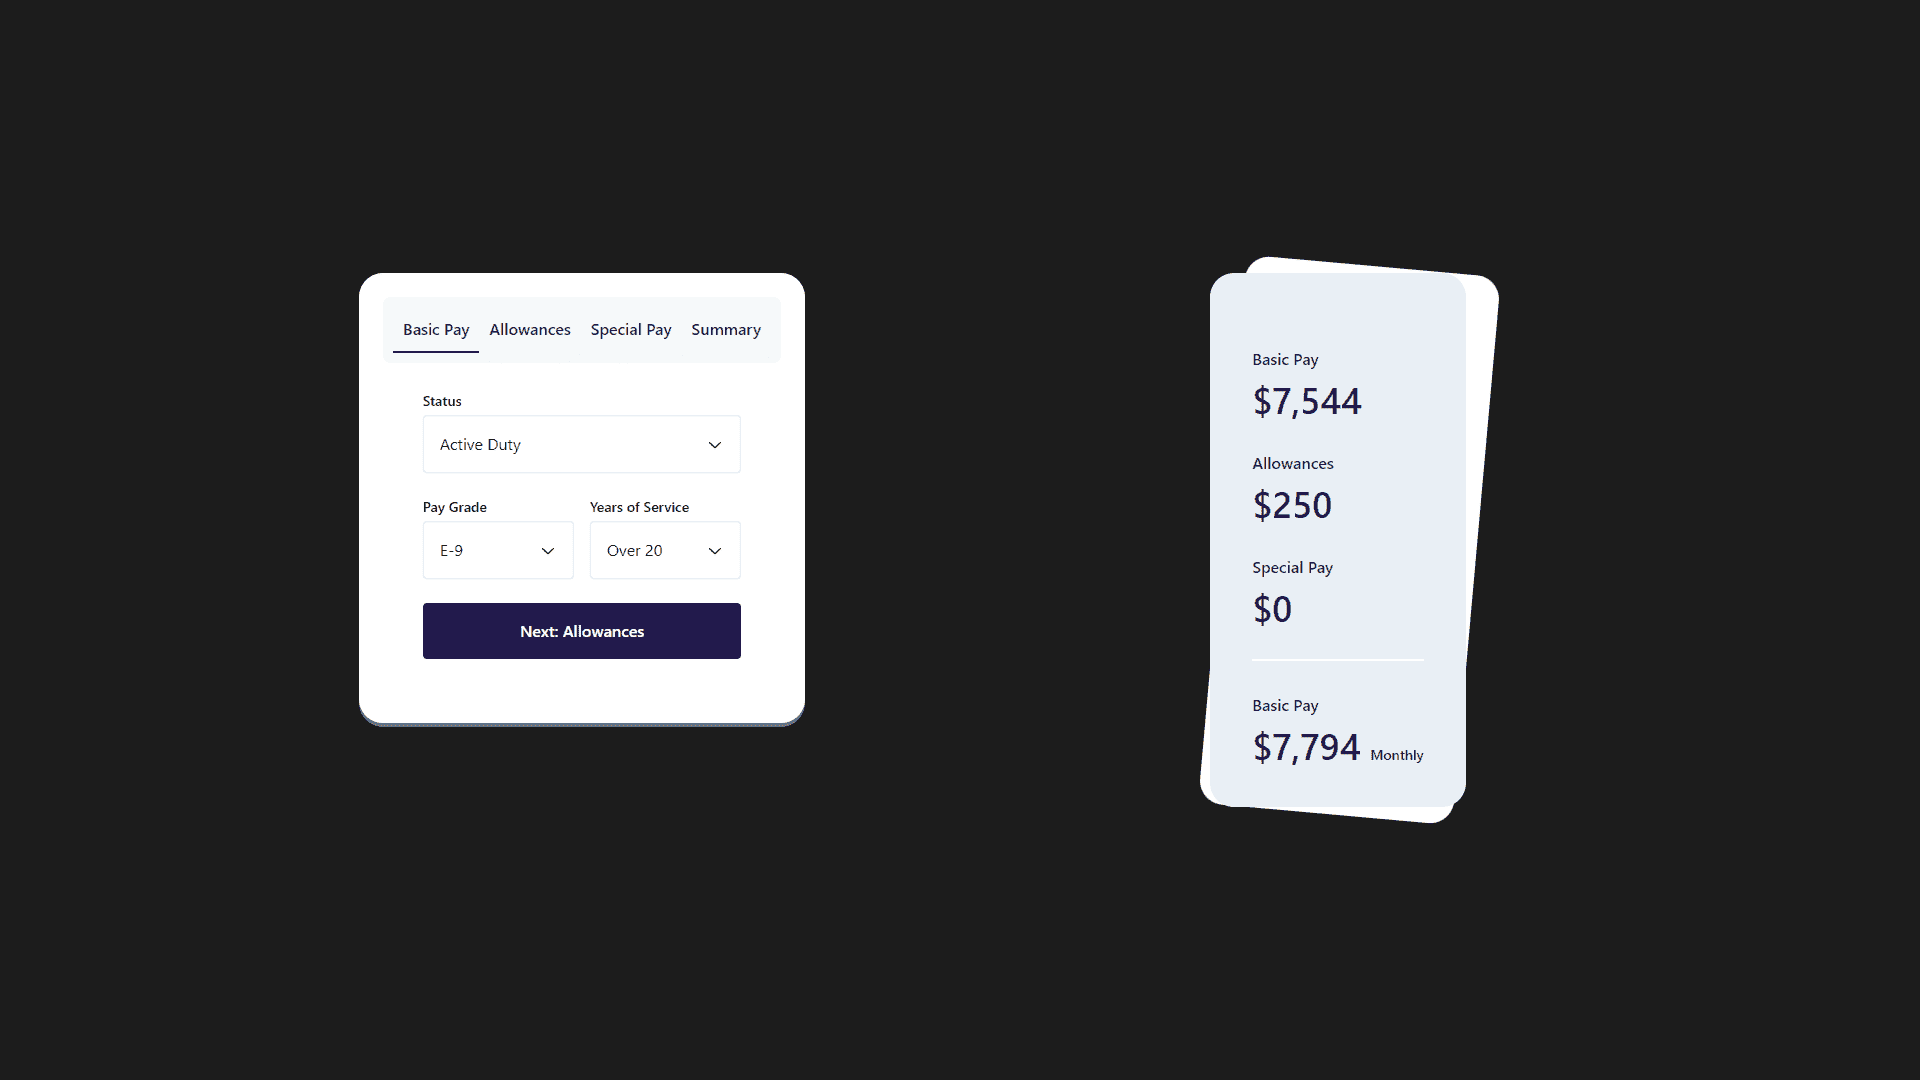 Basic Pay Allowances Special Pay Summary
Status
Active Duty
Pay Grade Years of Service
E-9 Over 20
Next: Allowances
Basic Pay
$7,544
Allowances
$250
Special Pay
$0
Basic Pay
$7,794 Monthly